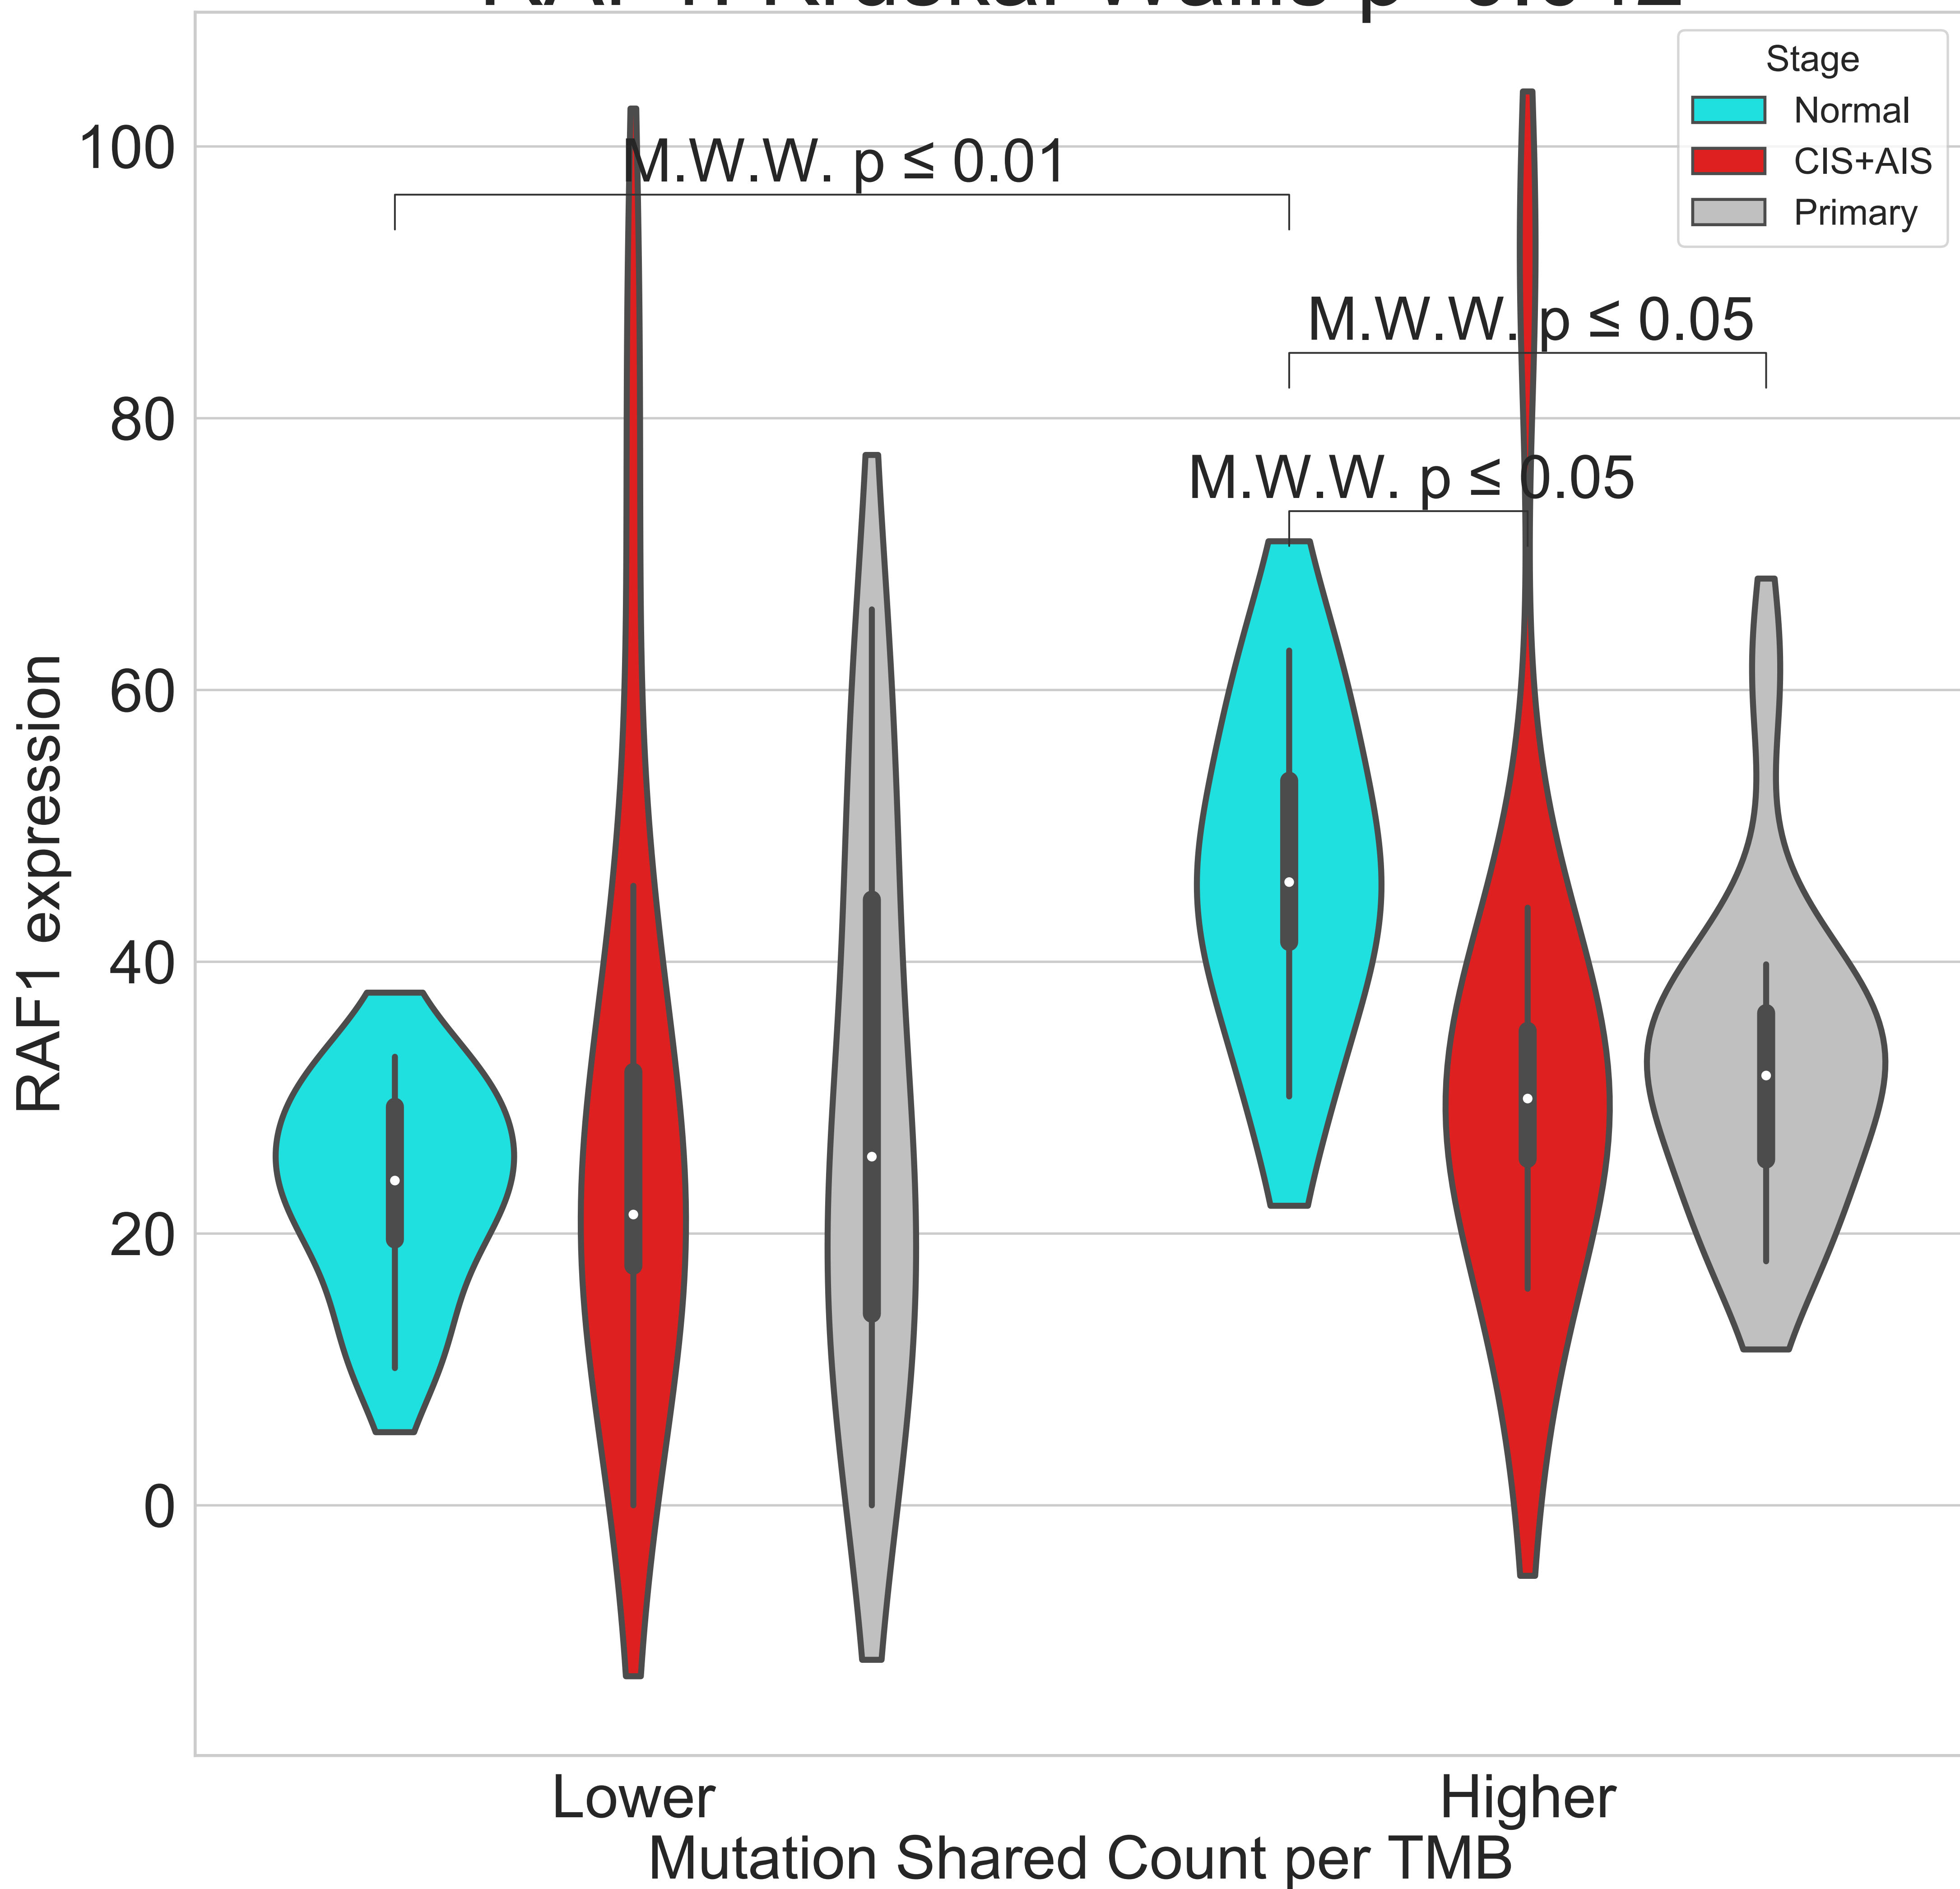 Stage
Normal
CIS+AIS
Primary
M.W.W. p ≤ 0.01
M.W.W. p ≤ 0.05
M.W.W. p ≤ 0.05
100
80
60
40
20
0
RAF1 expression
Lower
Higher
Mutation Shared Count per TMB